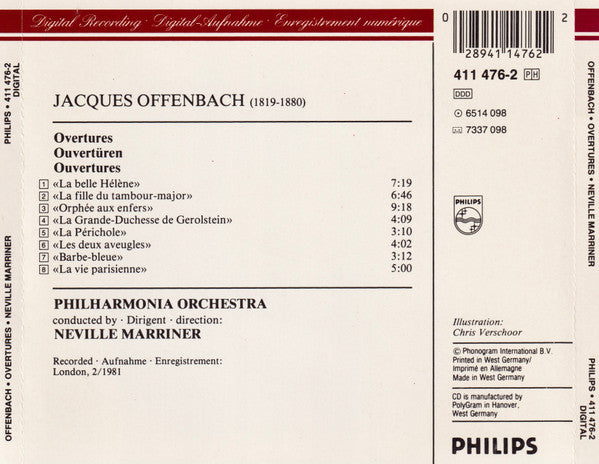 Digital Recording · Digital-Aufnahme · Enregistrement numérique
JACQUES OFFENBACH (1819-1880)
Overtures
Ouvertüren
Ouvertures
1 «La belle Hélène» 7:19
2 «La fille du tambour-major» 6:46
3 «Orphée aux enfers» 9:18
4 «La Grande-Duchesse de Gerolstein» 4:09
5 «La Périchole» 3:10
6 «Les deux aveugles» 4:02
7 «Barbe-bleue» 3:12
8 «La vie parisienne» 5:00
PHILHARMONIA ORCHESTRA
conducted by · Dirigent · direction:
NEVILLE MARRINER
Recorded · Aufnahme · Enregistrement:
London, 2/1981
0 28941 14762 2
411 476-2 PH
DDD
6514 098
7337 098
PHILIPS
Illustration:
Chris Verschoor
© Phonogram International B.V.
Printed in West Germany/
Imprimé en Allemagne
Made in West Germany
CD is manufactured by
PolyGram in Hanover,
West Germany
PHILIPS
OFFENBACH • OVERTURES • NEVILLE MARRINER
PHILIPS • 411 476-2
DIGITAL
OFFENBACH • OVERTURES • NEVILLE MARRINER
PHILIPS • 411 476-2
DIGITAL